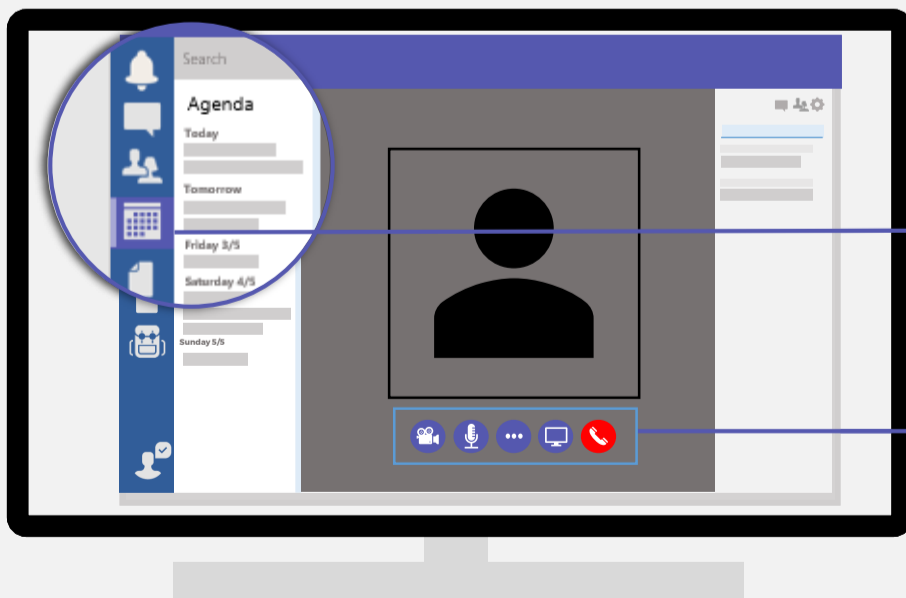 Search
Agenda
Today
Tomorrow
Friday 3/5
Saturday 4/5
Sunday 5/5